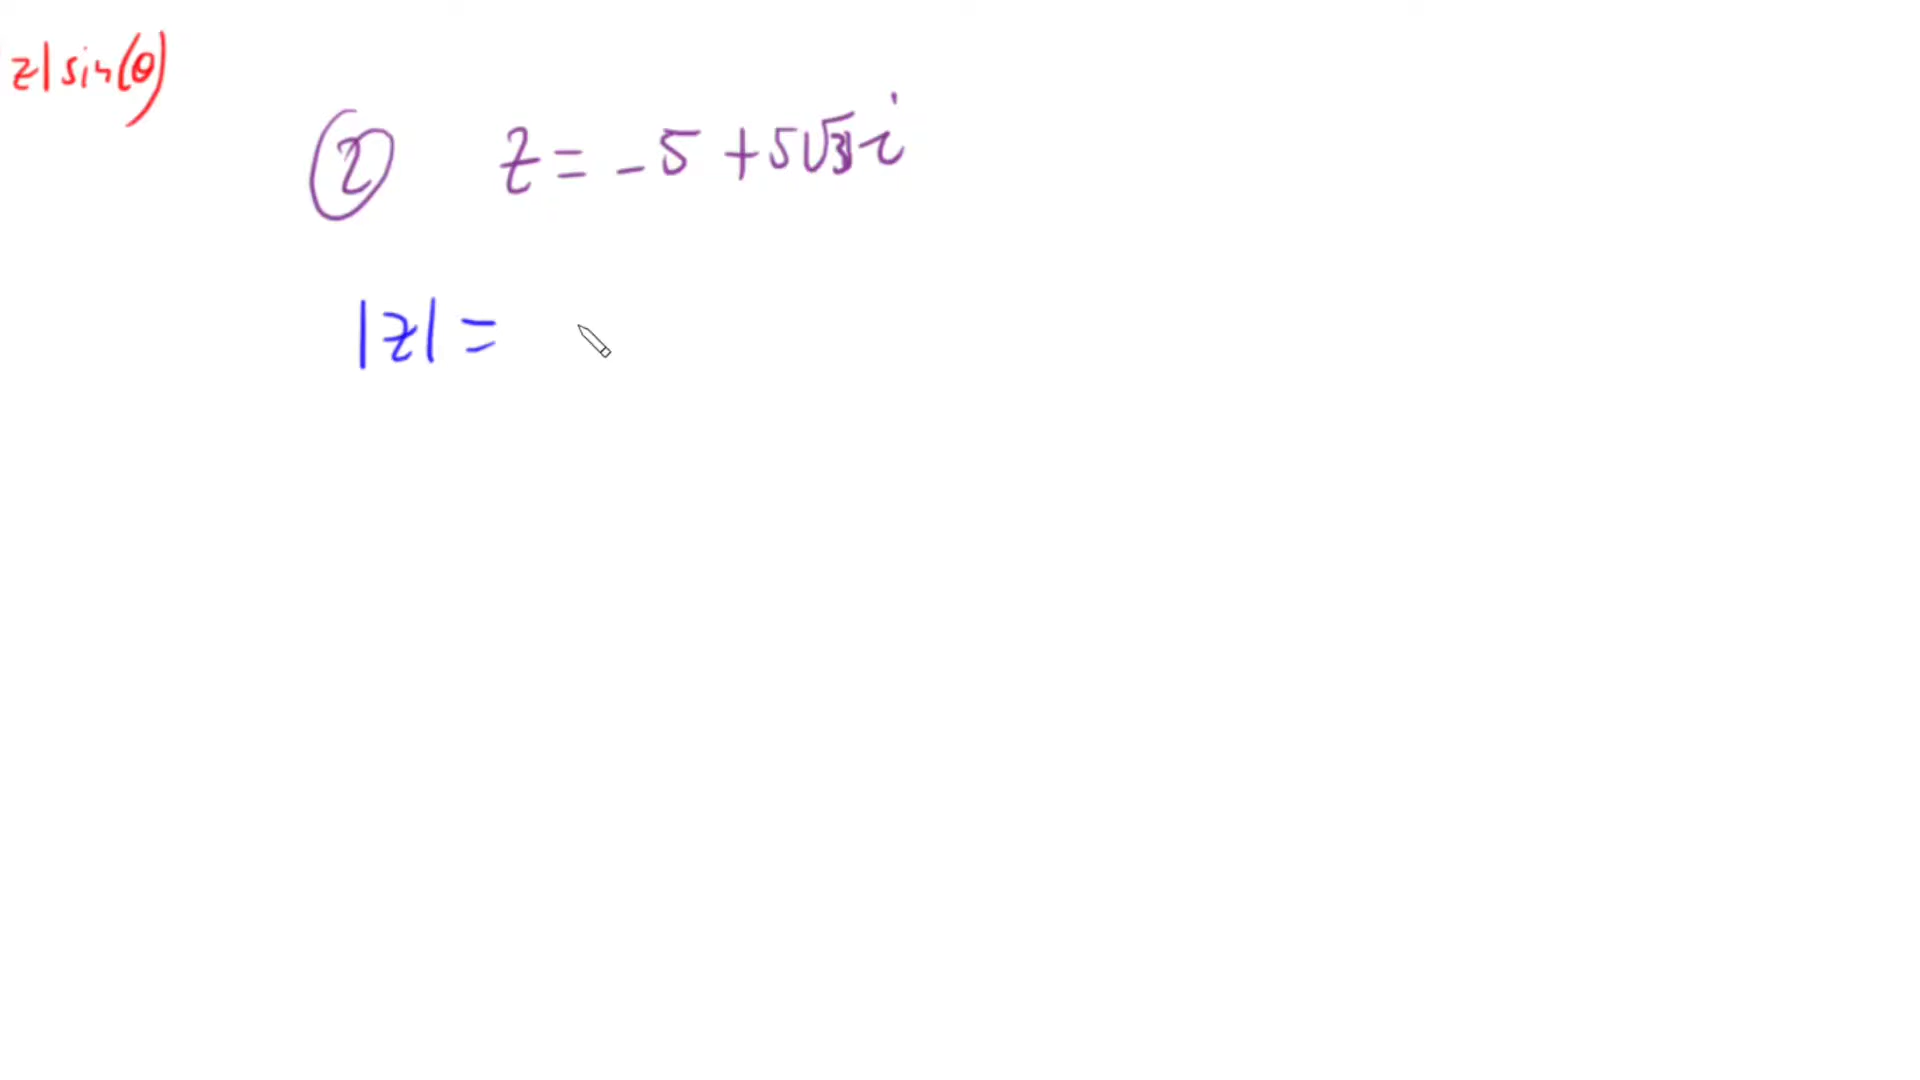 z| sin(θ)
② z = -5 + 5√3 i
|z| =